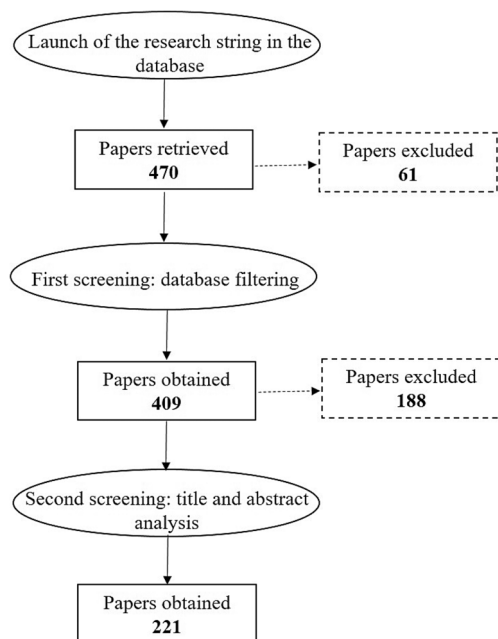 Launch of the research string in the
database
Papers retrieved
470
Papers excluded
61
First screening: database filtering
Papers obtained
409
Papers excluded
188
Second screening: title and abstract
analysis
Papers obtained
221